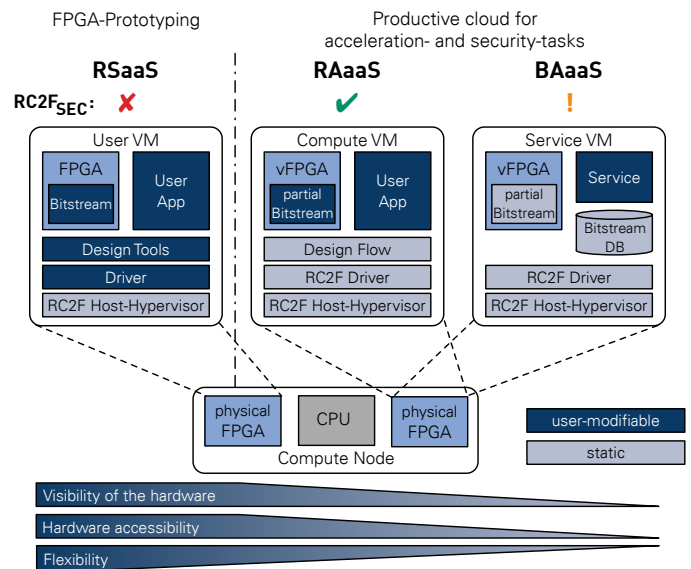 FPGA-Prototyping
Productive cloud for
acceleration- and security-tasks
RSaaS
RAaaS
BAaaS
RC2FSEC: ✘ ✔ !
User VM
FPGA
Bitstream
User
App
Design Tools
Driver
RC2F Host-Hypervisor
Compute VM
vFPGA
partial
Bitstream
User
App
Design Flow
RC2F Driver
RC2F Host-Hypervisor
Service VM
vFPGA
partial
Bitstream
Service
Bitstream
DB
RC2F Driver
RC2F Host-Hypervisor
physical
FPGA
CPU
physical
FPGA
Compute Node
user-modifiable
static
Visibility of the hardware
Hardware accessibility
Flexibility